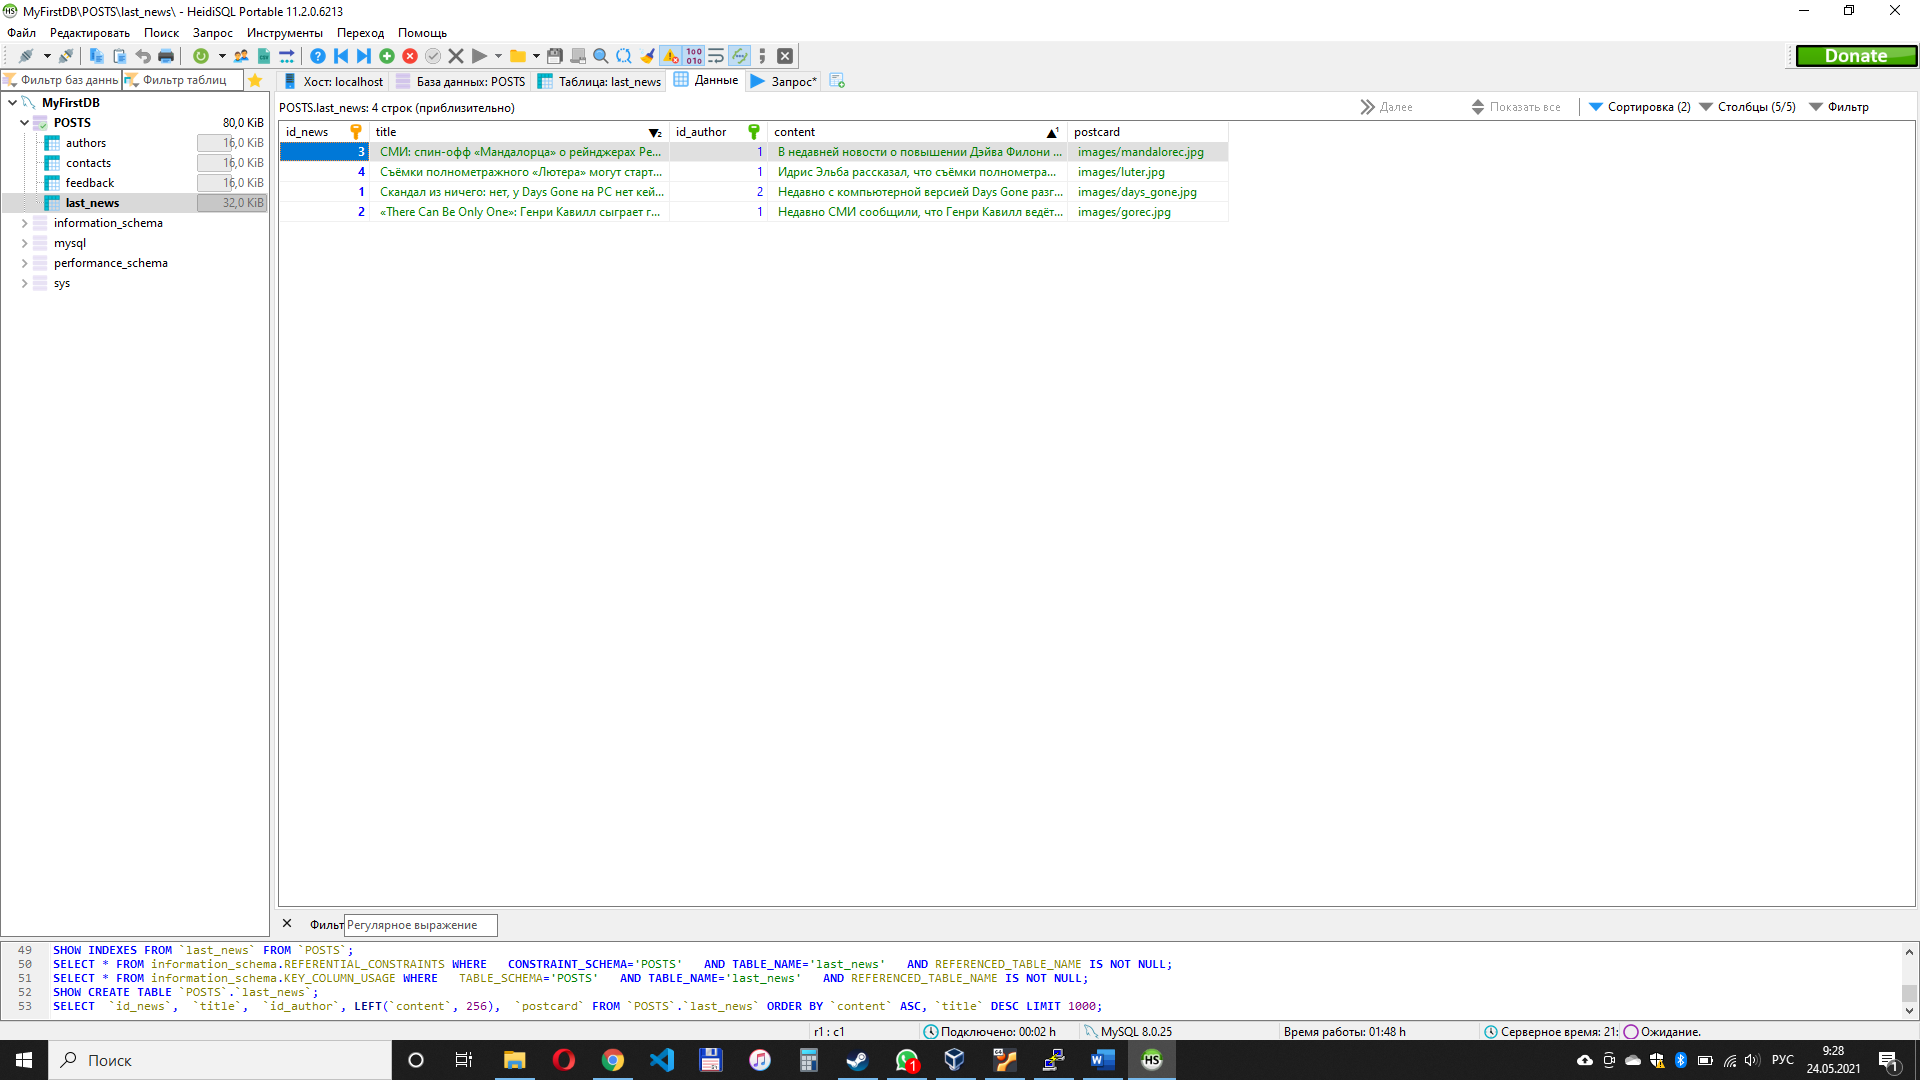 MyFirstDB\POSTS\last_news\ - HeidiSQL Portable 11.2.0.6213
Файл Редактировать Поиск Запрос Инструменты Переход Помощь
Donate
Фильтр баз данны Фильтр таблиц Хост: localhost База данных: POSTS Таблица: last_news Данные Запрос*
MyFirstDB
POSTS 80,0 KiB
authors 16,0 KiB
contacts 16,0 KiB
feedback 16,0 KiB
last_news 32,0 KiB
information_schema
mysql
performance_schema
sys
POSTS.last_news: 4 строк (приблизительно) Далее Показать все Сортировка (2) Столбцы (5/5) Фильтр
id_news title 2 id_author content 1 postcard
3 СМИ: спин-офф «Мандалорца» о рейнджерах Ре... 1 В недавней новости о повышении Дэйва Филони ... images/mandalorec.jpg
4 Съёмки полнометражного «Лютера» могут старт... 1 Идрис Эльба рассказал, что съёмки полнометра... images/luter.jpg
1 Скандал из ничего: нет, у Days Gone на PC нет кей... 2 Недавно с компьютерной версией Days Gone разг... images/days_gone.jpg
2 «There Can Be Only One»: Генри Кавилл сыграет г... 1 Недавно СМИ сообщили, что Генри Кавилл ведёт... images/gorec.jpg
Фильт Регулярное выражение
49 SHOW INDEXES FROM `last_news` FROM `POSTS`;
50 SELECT * FROM information_schema.REFERENTIAL_CONSTRAINTS WHERE CONSTRAINT_SCHEMA='POSTS' AND TABLE_NAME='last_news' AND REFERENCED_TABLE_NAME IS NOT NULL;
51 SELECT * FROM information_schema.KEY_COLUMN_USAGE WHERE TABLE_SCHEMA='POSTS' AND TABLE_NAME='last_news' AND REFERENCED_TABLE_NAME IS NOT NULL;
52 SHOW CREATE TABLE `POSTS`.`last_news`;
53 SELECT `id_news`, `title`, `id_author`, LEFT(`content`, 256), `postcard` FROM `POSTS`.`last_news` ORDER BY `content` ASC, `title` DESC LIMIT 1000;
r1 : c1 Подключено: 00:02 h MySQL 8.0.25 Время работы: 01:48 h Серверное время: 21: Ожидание.
Поиск 1 64 HS РУС 9:28
24.05.2021 1